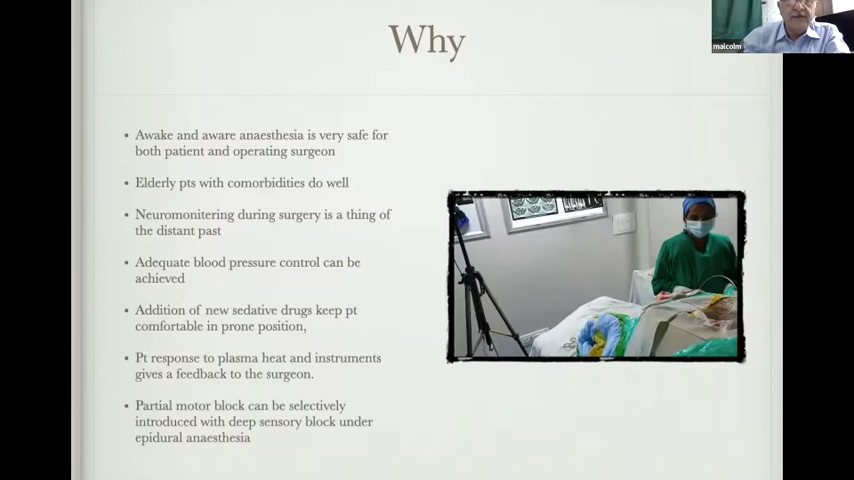 Why
malcolm
• Awake and aware anaesthesia is very safe for
both patient and operating surgeon
• Elderly pts with comorbidities do well
• Neuromonitering during surgery is a thing of
the distant past
• Adequate blood pressure control can be
achieved
• Addition of new sedative drugs keep pt
comfortable in prone position,
• Pt response to plasma heat and instruments
gives a feedback to the surgeon.
• Partial motor block can be selectively
introduced with deep sensory block under
epidural anaesthesia